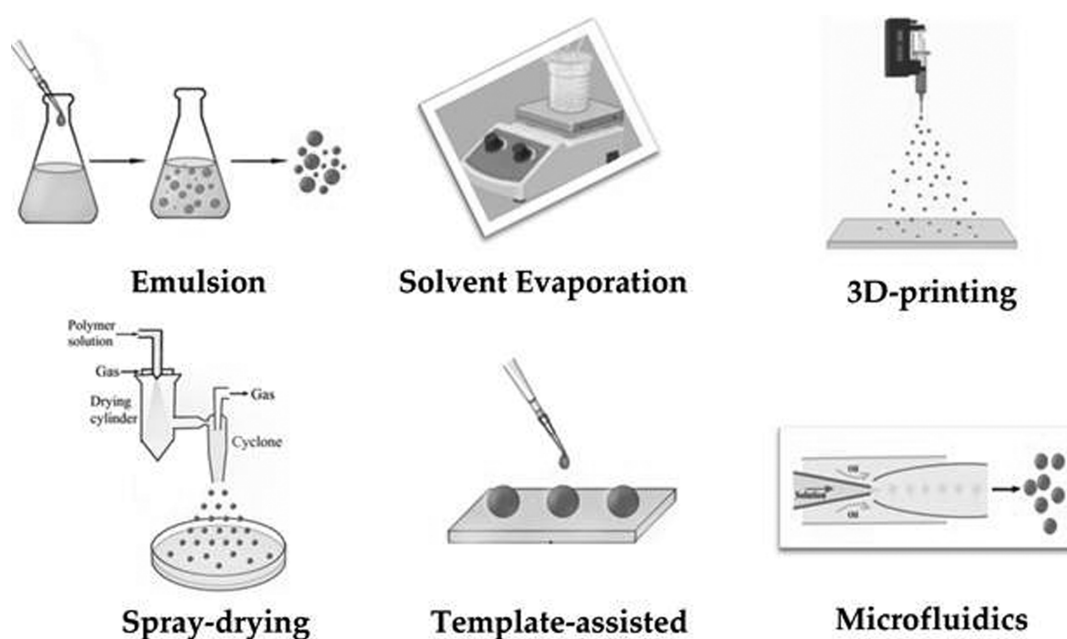 Emulsion
Solvent Evaporation
3D-printing
Polymer
solution
Gas
Drying
cylinder
Gas
Cyclone
Oil
Solution
Oil
Spray-drying
Template-assisted
Microfluidics